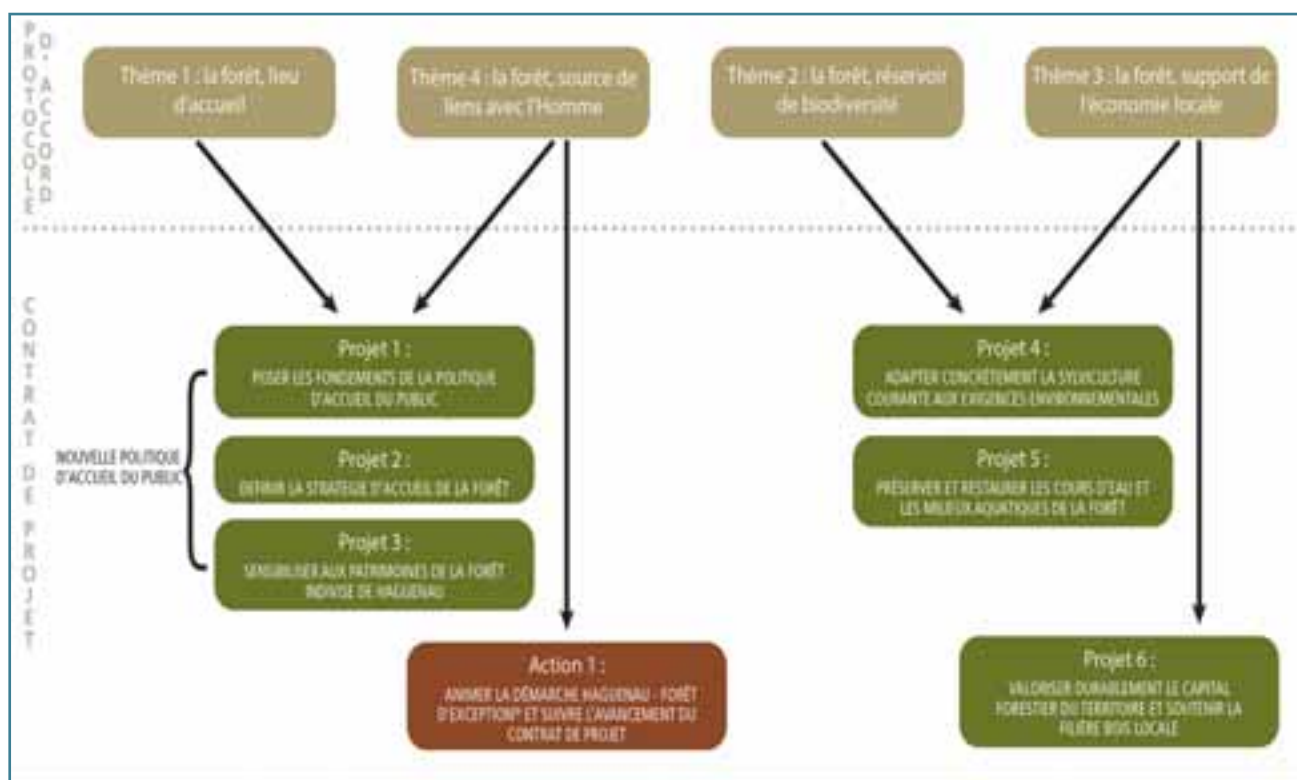 PROTOCOLE
D'ACCORD
Thème 1 : la forêt, lieu
d'accueil
Thème 4 : la forêt, source de
liens avec l'Homme
Thème 2 : la forêt, réservoir
de biodiversité
Thème 3 : la forêt, support de
l'économie locale
CONTRAT DE PROJET
NOUVELLE POLITIQUE
D'ACCUEIL DU PUBLIC
Projet 1 :
POSER LES FONDEMENTS DE LA POLITIQUE
D'ACCUEIL DU PUBLIC
Projet 2 :
DEFINIR LA STRATEGIE D'ACCUEIL DE LA FORÊT
Projet 3 :
SENSIBILISER AUX PATRIMOINES DE LA FORÊT
INDIVISE DE HAGUENAU
Action 1 :
ANIMER LA DÉMARCHE HAGUENAU - FORÊT
D'EXCEPTION® ET SUIVRE L'AVANCEMENT DU
CONTRAT DE PROJET
Projet 4 :
ADAPTER CONCRÈTEMENT LA SYLVICULTURE
COURANTE AUX EXIGENCES ENVIRONNEMENTALES
Projet 5 :
PRÉSERVER ET RESTAURER LES COURS D'EAU ET
LES MILIEUX AQUATIQUES DE LA FORÊT
Projet 6 :
VALORISER DURABLEMENT LE CAPITAL
FORESTIER DU TERRITOIRE ET SOUTENIR LA
FILIÈRE BOIS LOCALE